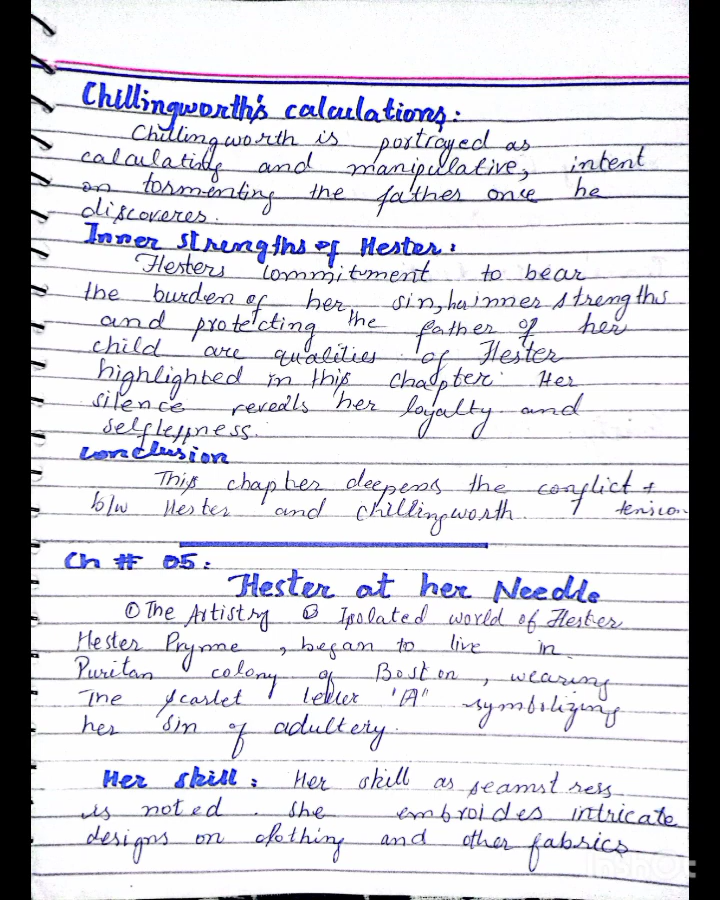 Chillingworth's calculations:
Chillingworth is portrayed as
calculating and manipulative, intent
on tormenting the father once he
discoveres.
Inner strengths of Hester:
Hesters commitment to bear
the burden of her sin, her inner strengths
and protecting the father of her
child are qualities of Hester
highlighted in this chapter. Her
silence reveals her loyalty and
selflessness.
Conclusion
This chapter deepens the conflict +
b/w Hester and chillingworth. tension
Ch # 05:
Hester at her Needle
① The Artistry ② Isolated world of Hester
Hester Prynne, began to live in
Puritan colony of Boston, wearing
The scarlet letter 'A" symbolizing
her sin of adultery.
Her skill: Her skill as seamstress
is noted. She embroides intricate
designs on clothing and other fabrics